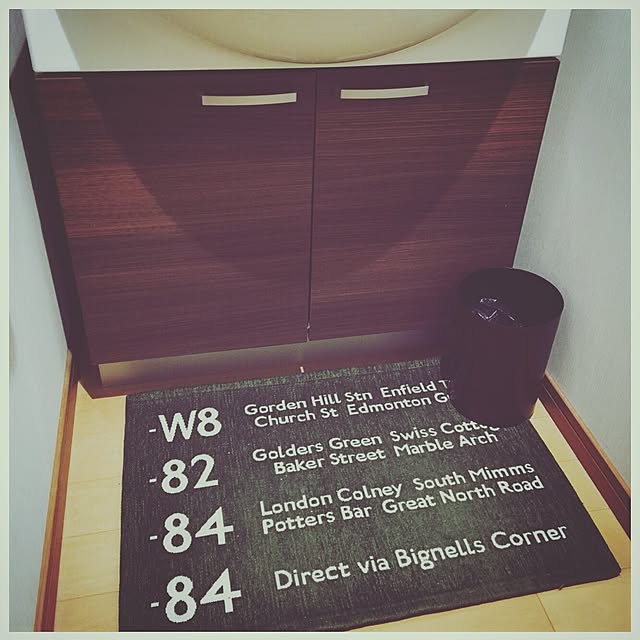 -W8 Gorden Hill Stn Enfield
Church St Edmonton
-82 Golders Green Swiss
Baker Street Marble Arch
-84 London Colney South Mimms
Potters Bar Great North Road
-84 Direct via Bignells Corner